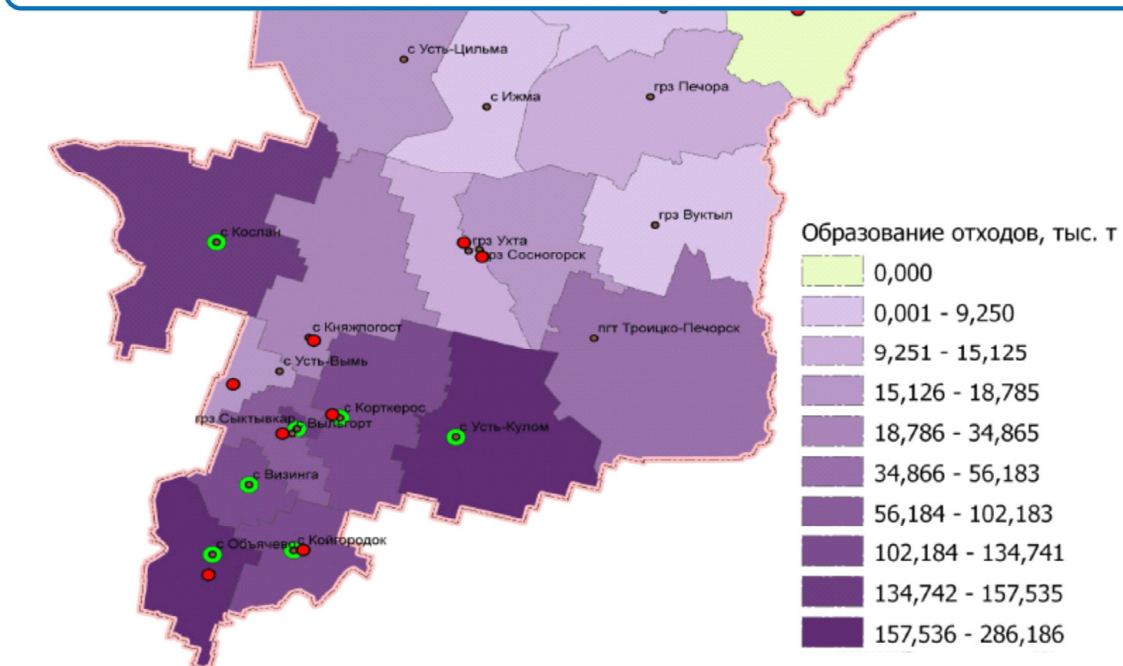 с Усть-Цильма
с Ижма
грз Печора
с Кослан
грз Вуктыл
грз Ухта
грз Сосногорск
с Княжпогост
пгт Троицко-Печорск
с Усть-Вымь
с Корткерос
грз Сыктывкар
Выльгорт
с Усть-Кулом
с Визинга
с Объячево
с Койгородок
Образование отходов, тыс. т
0,000
0,001 - 9,250
9,251 - 15,125
15,126 - 18,785
18,786 - 34,865
34,866 - 56,183
56,184 - 102,183
102,184 - 134,741
134,742 - 157,535
157,536 - 286,186